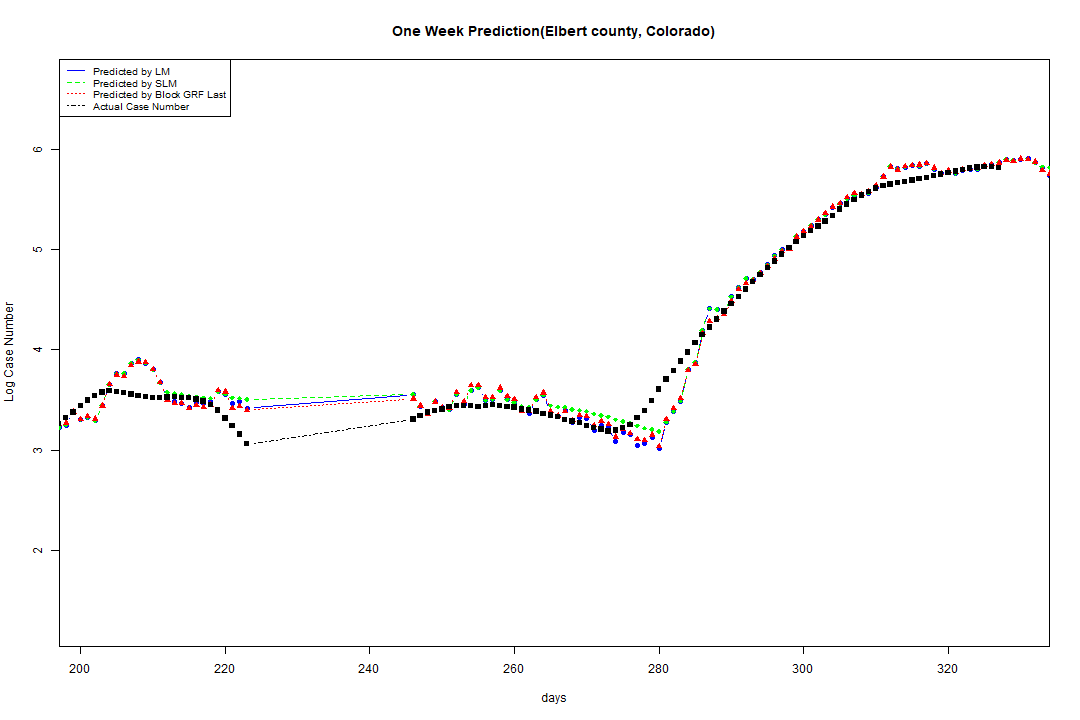 One Week Prediction(Elbert county, Colorado)
Predicted by LM
Predicted by SLM
Predicted by Block GRF Last
Actual Case Number
6
5
4
3
2
Log Case Number
200 220 240 260 280 300 320
days